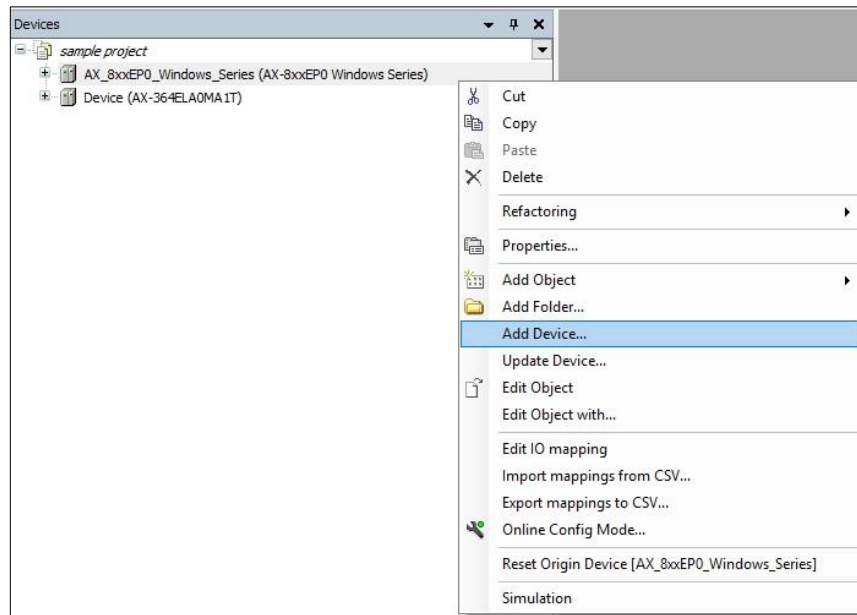 Devices
sample project
AX_8xxEP0_Windows_Series (AX-8xxEP0 Windows Series)
Device (AX-364ELA0MA1T)
Cut
Copy
Paste
Delete
Refactoring
Properties...
Add Object
Add Folder...
Add Device...
Update Device...
Edit Object
Edit Object with...
Edit IO mapping
Import mappings from CSV...
Export mappings to CSV...
Online Config Mode...
Reset Origin Device [AX_8xxEP0_Windows_Series]
Simulation